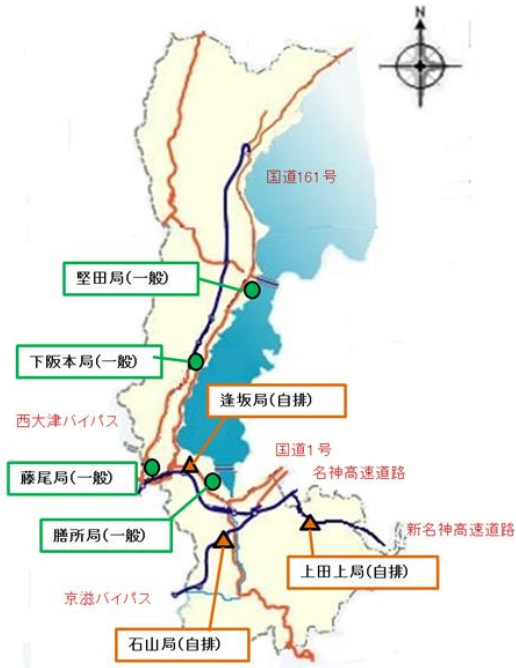 N
国道161号
堅田局(一般)
下阪本局(一般)
逢坂局(自排)
西大津バイパス
国道1号
藤尾局(一般)
名神高速道路
膳所局(一般)
新名神高速道路
上田上局(自排)
京滋バイパス
石山局(自排)